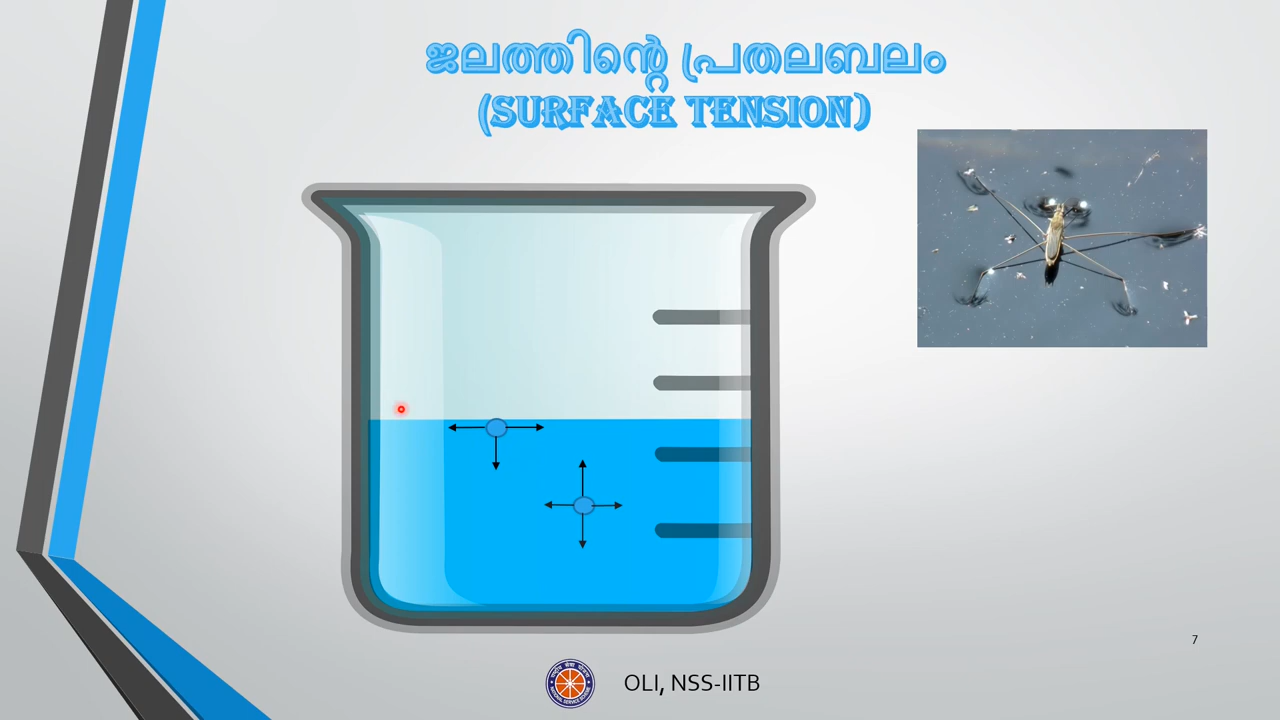 ജലത്തിന്റെ പ്രതലബലം
(SURFACE TENSION)
7
OLI, NSS-IITB